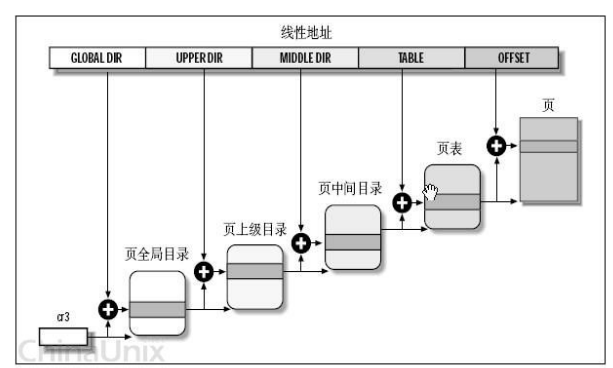 线性地址
GLOBAL DIR UPPER DIR MIDDLE DIR TABLE OFFSET
页
页表
页中间目录
页上级目录
页全局目录
cr3
ChinaUnix